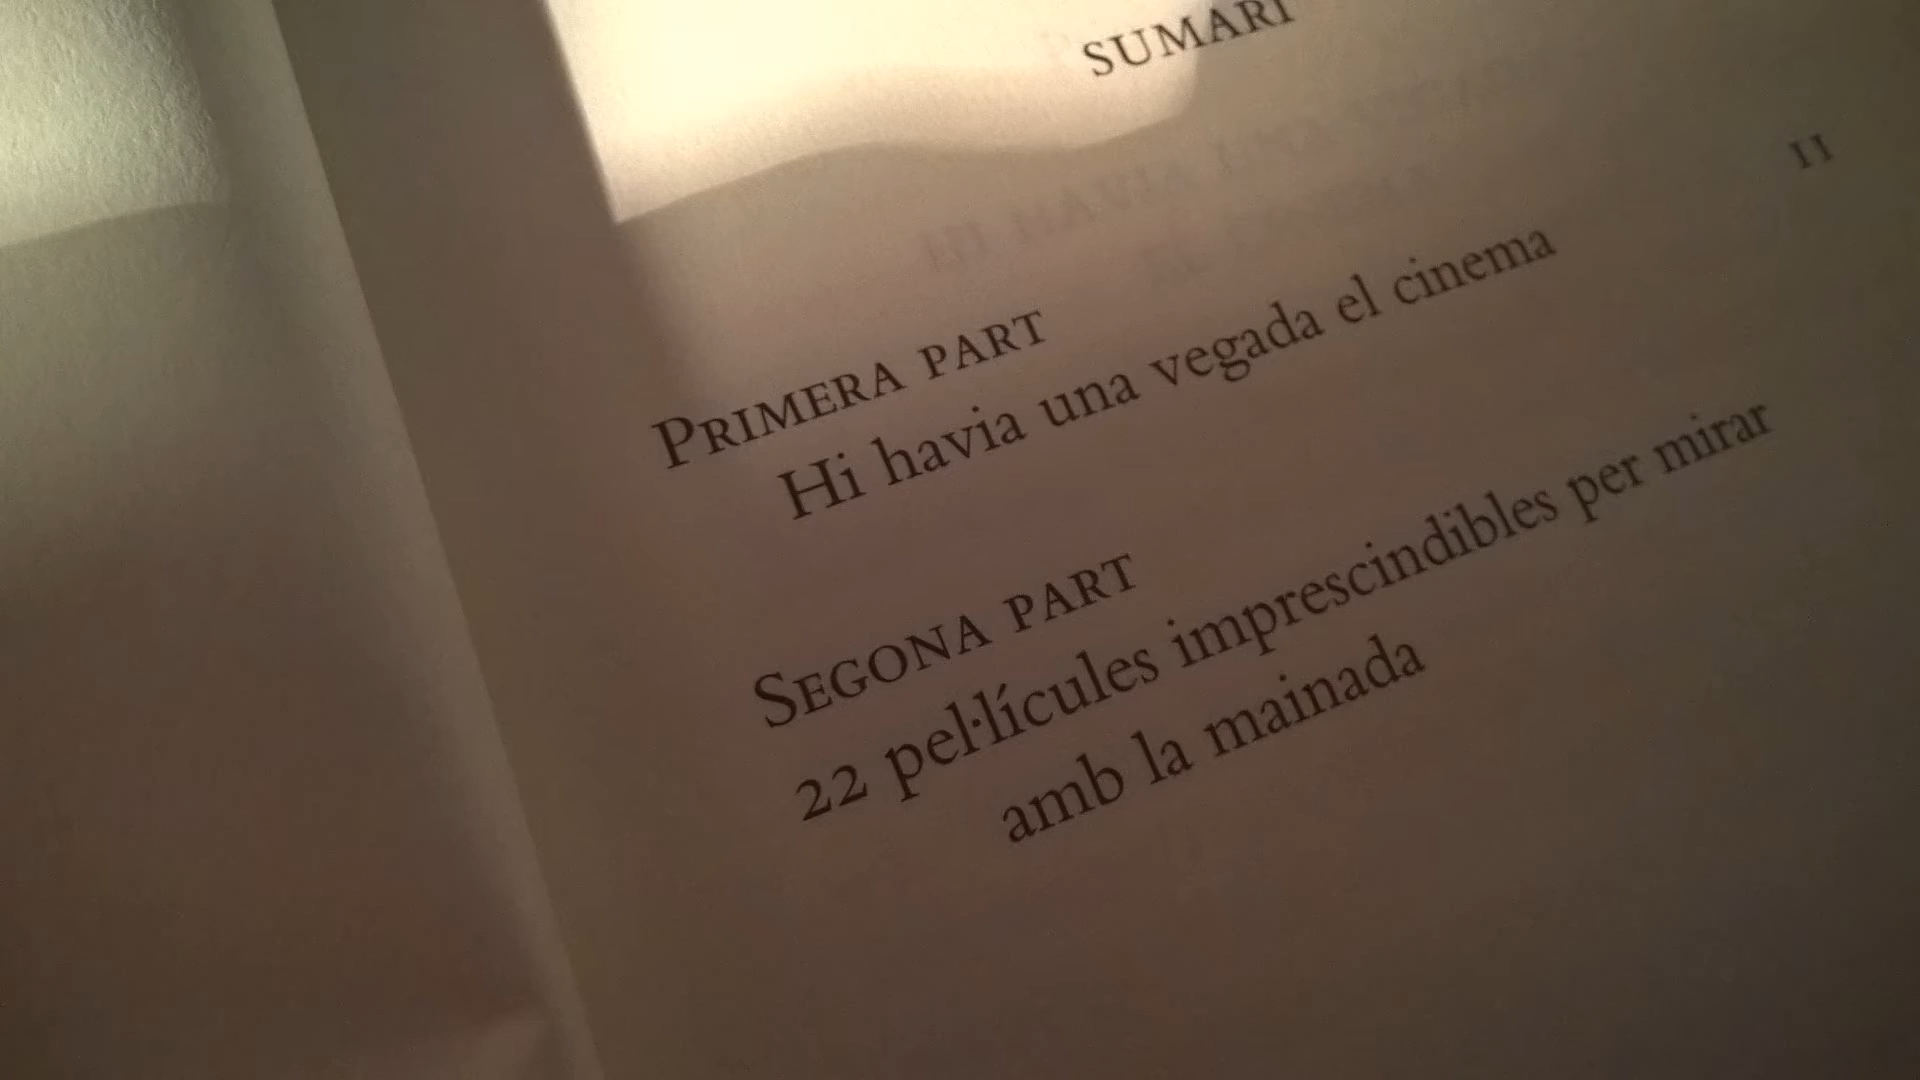 SUMARI
PRIMERA PART
Hi havia una vegada el cinema 11
SEGONA PART
22 pel·lícules imprescindibles per mirar
amb la mainada